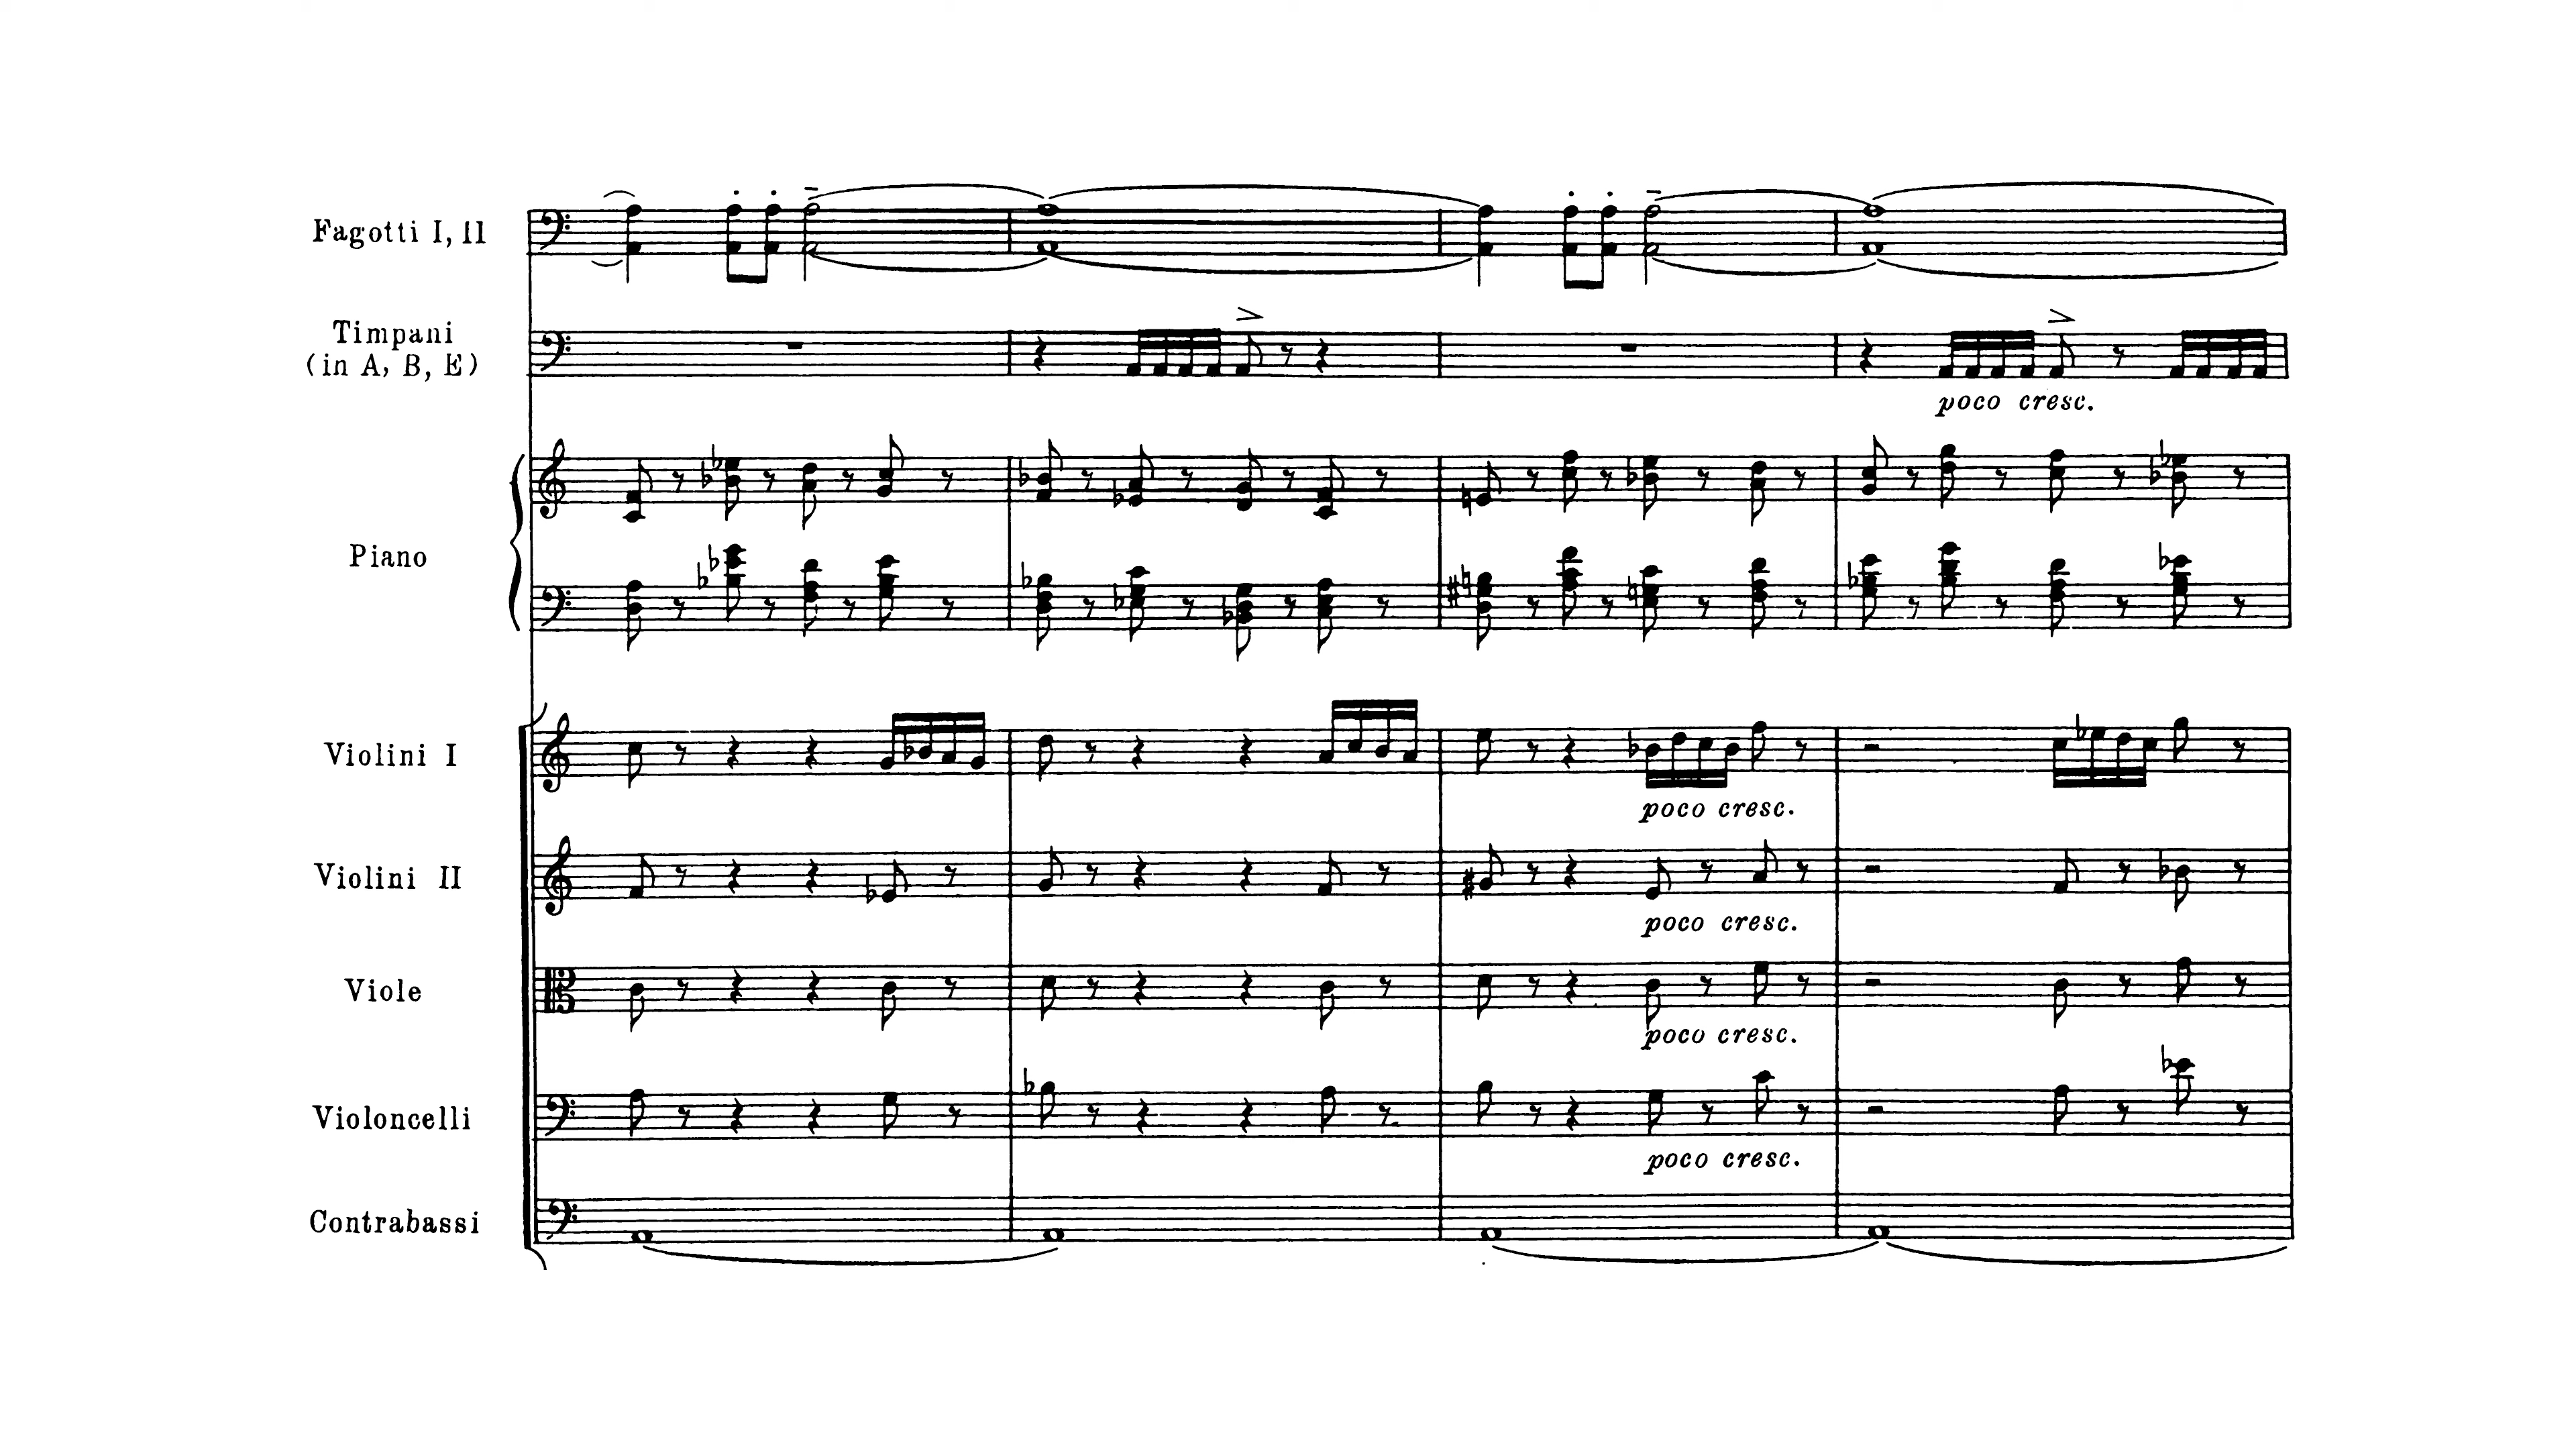 Fagotti I, II
Timpani
(in A, B, E)
poco cresc.
Piano
Violini I
poco cresc.
Violini II
poco cresc.
Viole
poco cresc.
Violoncelli
poco cresc.
Contrabassi